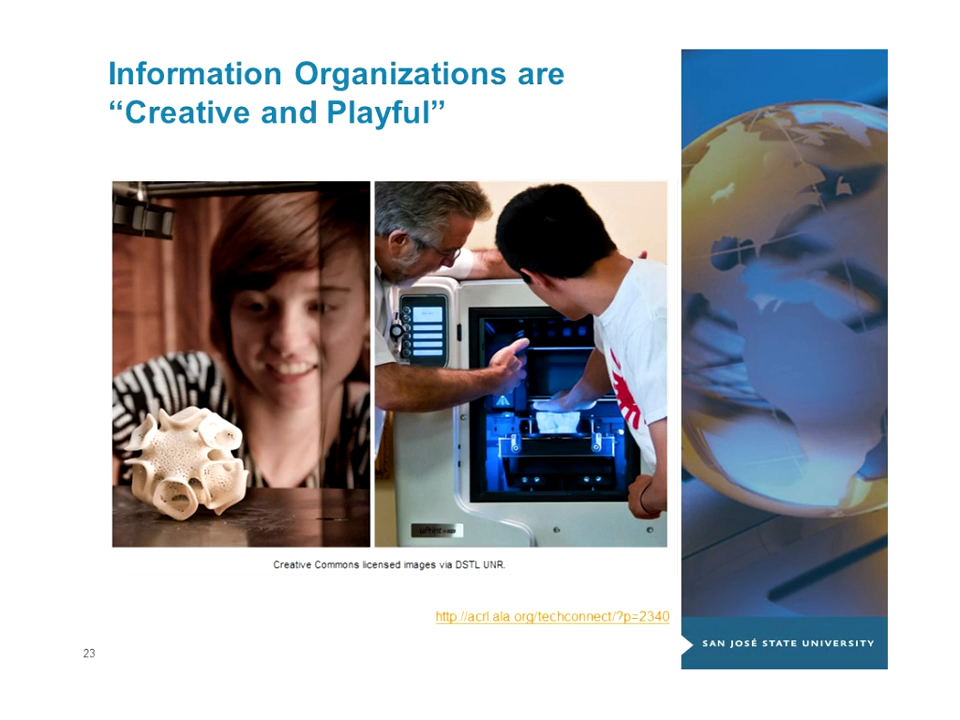 Information Organizations are
“Creative and Playful”
Creative Commons licensed images via DSTL UNR.
http://acrl.ala.org/techconnect/?p=2340
23
SAN JOSÉ STATE UNIVERSITY